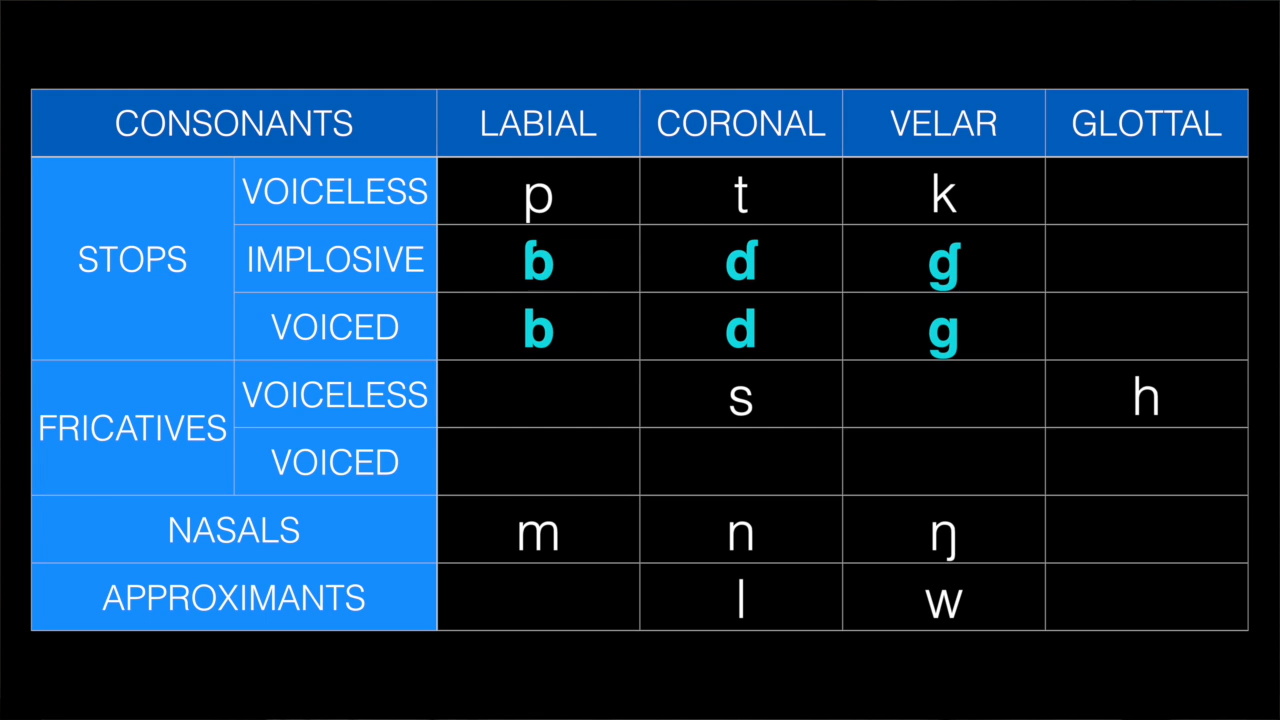 CONSONANTS LABIAL CORONAL VELAR GLOTTAL
STOPS
VOICELESS p t k
IMPLOSIVE ɓ ɗ ɠ
VOICED b d g
FRICATIVES
VOICELESS s h
VOICED
NASALS m n ŋ
APPROXIMANTS l w